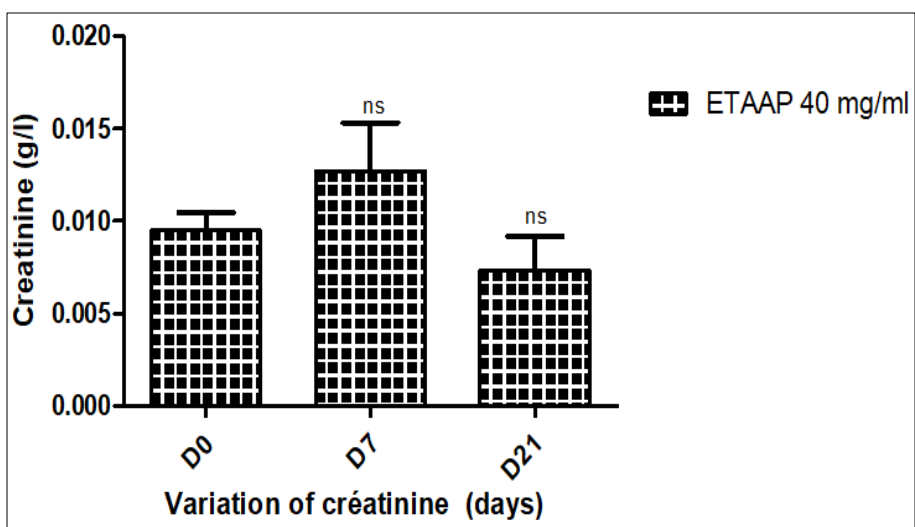 0.020
0.015
0.010
0.005
0.000
Creatinine (g/l)
ns
ns
D0
D7
D21
Variation of créatinine (days)
ETAAP 40 mg/ml